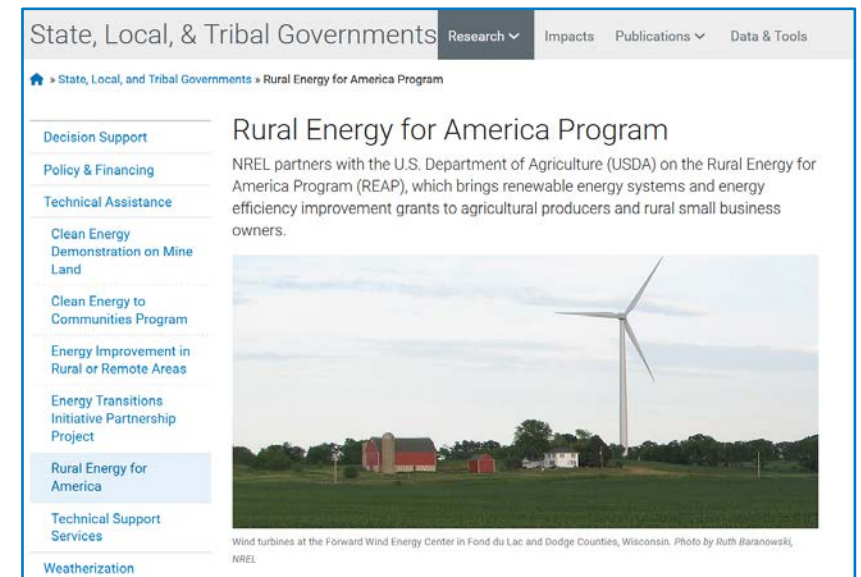 State, Local, & Tribal Governments Research Impacts Publications Data & Tools
» State, Local, and Tribal Governments » Rural Energy for America Program
Decision Support
Policy & Financing
Technical Assistance
Clean Energy
Demonstration on Mine
Land
Clean Energy to
Communities Program
Energy Improvement in
Rural or Remote Areas
Energy Transitions
Initiative Partnership
Project
Rural Energy for
America
Technical Support
Services
Weatherization
Rural Energy for America Program
NREL partners with the U.S. Department of Agriculture (USDA) on the Rural Energy for
America Program (REAP), which brings renewable energy systems and energy
efficiency improvement grants to agricultural producers and rural small business
owners.
Wind turbines at the Forward Wind Energy Center in Fond du Lac and Dodge Counties, Wisconsin. Photo by Ruth Baranowski,
NREL